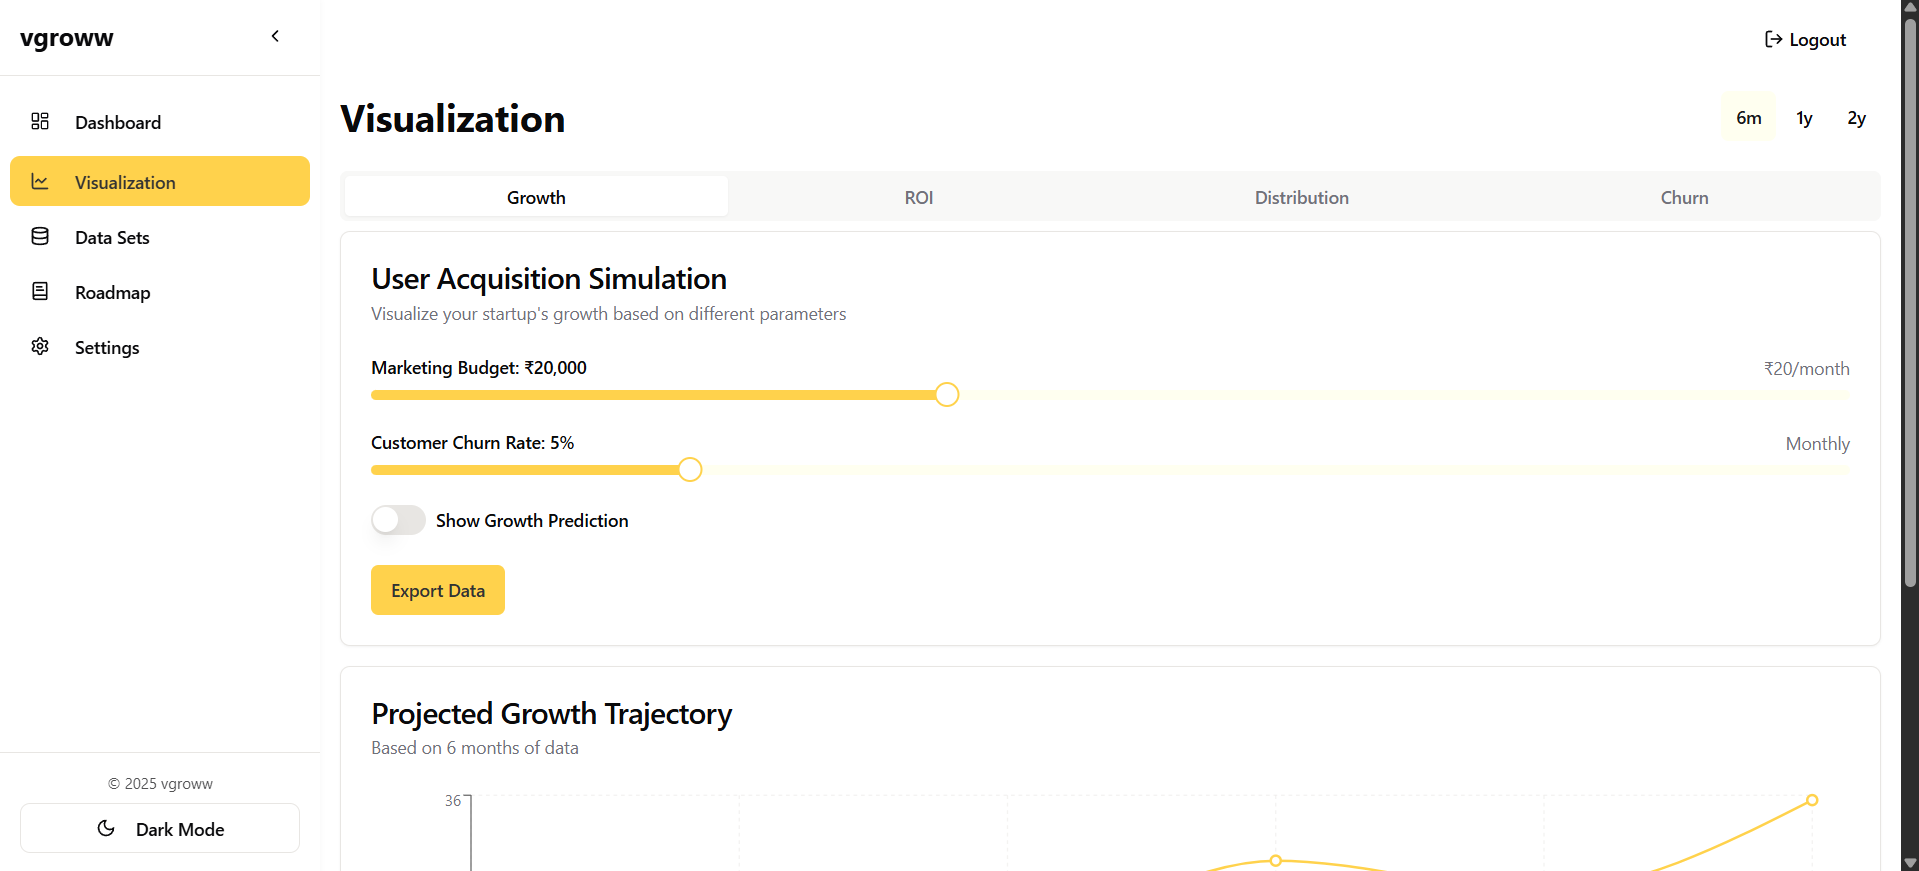 vgroww
Logout
Dashboard
Visualization
Data Sets
Roadmap
Settings
© 2025 vgroww
Dark Mode
Visualization
6m 1y 2y
Growth ROI Distribution Churn
User Acquisition Simulation
Visualize your startup's growth based on different parameters
Marketing Budget: ₹20,000 ₹20/month
Customer Churn Rate: 5% Monthly
Show Growth Prediction
Export Data
Projected Growth Trajectory
Based on 6 months of data
36